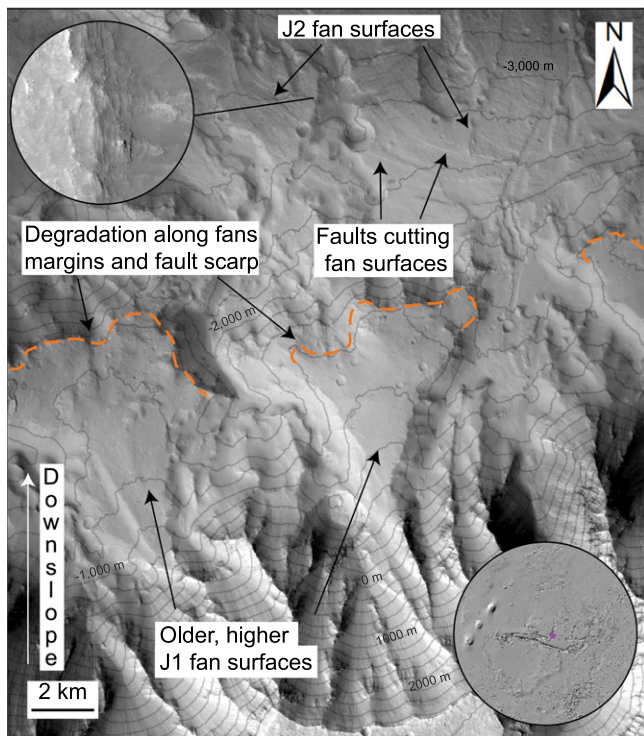 J2 fan surfaces
N
-3,000 m
Degradation along fans
margins and fault scarp
Faults cutting
fan surfaces
-2,000 m
Downslope
-1,000 m
0 m
Older, higher
J1 fan surfaces
1000 m
2000 m
2 km